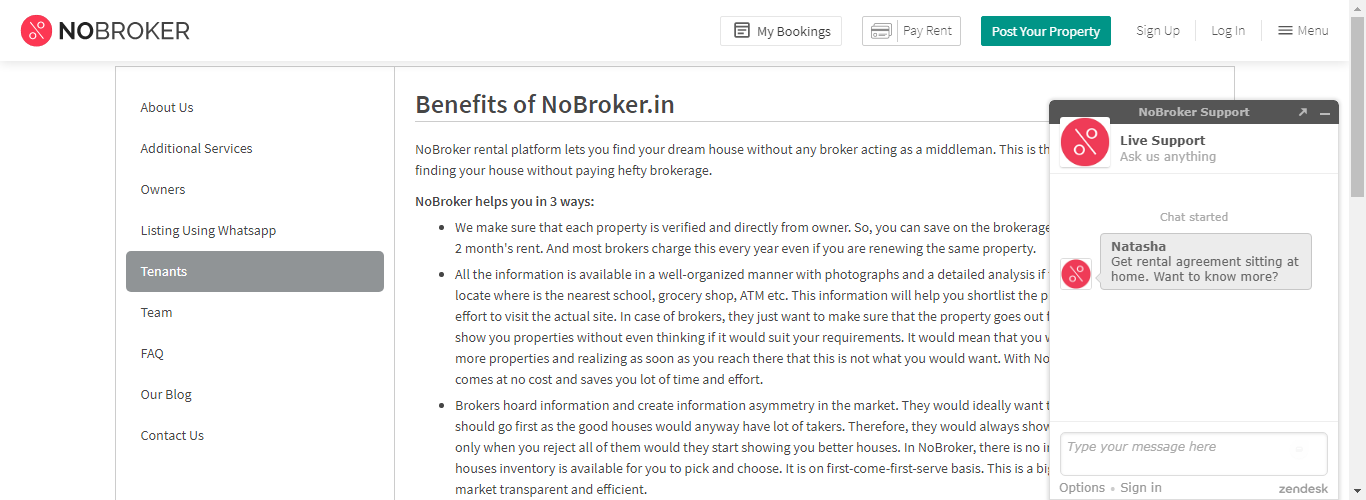 NOBROKER
My Bookings
Pay Rent
Post Your Property
Sign Up
Log In
Menu
About Us
Additional Services
Owners
Listing Using Whatsapp
Tenants
Team
FAQ
Our Blog
Contact Us
Benefits of NoBroker.in
NoBroker rental platform lets you find your dream house without any broker acting as a middleman. This is
finding your house without paying hefty brokerage.
NoBroker helps you in 3 ways:
We make sure that each property is verified and directly from owner. So, you can save on the brokerage
2 month's rent. And most brokers charge this every year even if you are renewing the same property.
All the information is available in a well-organized manner with photographs and a detailed analysis if
locate where is the nearest school, grocery shop, ATM etc. This information will help you shortlist the
effort to visit the actual site. In case of brokers, they just want to make sure that the property goes out
show you properties without even thinking if it would suit your requirements. It would mean that you
more properties and realizing as soon as you reach there that this is not what you would want. With
comes at no cost and saves you lot of time and effort.
Brokers hoard information and create information asymmetry in the market. They would ideally want
should go first as the good houses would anyway have lot of takers. Therefore, they would always
only when you reject all of them would they start showing you better houses. In NoBroker, there is no
houses inventory is available for you to pick and choose. It is on first-come-first-serve basis. This is a
market transparent and efficient.
NoBroker Support
Live Support
Ask us anything
Chat started
Natasha
Get rental agreement sitting at
home. Want to know more?
Type your message here
Options • Sign in
zendesk